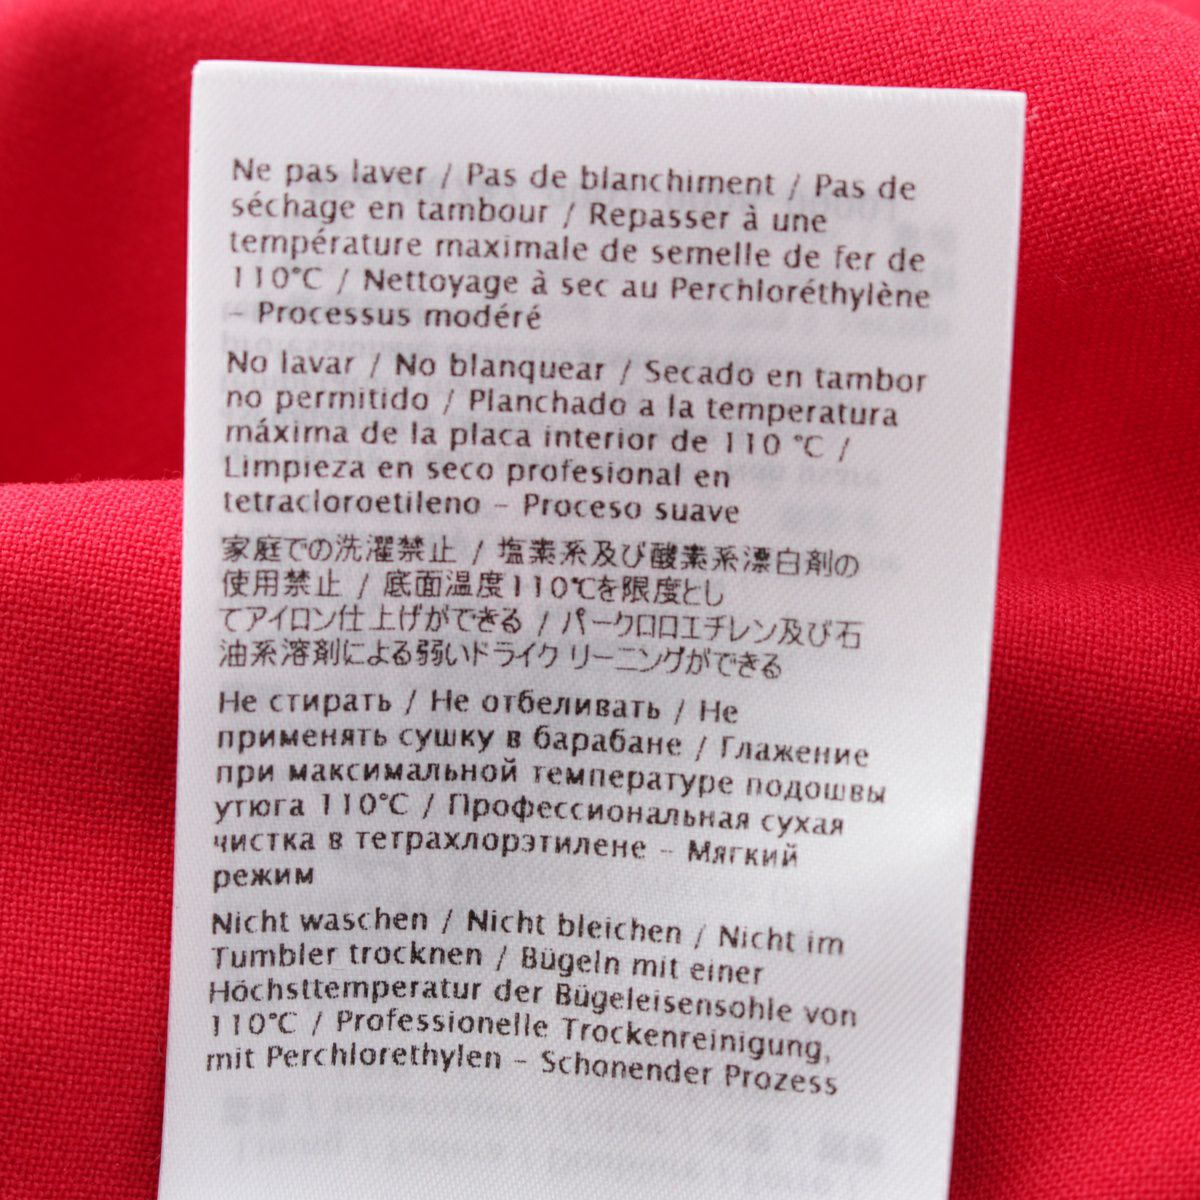 Ne pas laver / Pas de blanchiment / Pas de
séchage en tambour / Repasser à une
température maximale de semelle de fer de
110°C / Nettoyage à sec au Perchloréthylène
– Processus modéré
No lavar / No blanquear / Secado en tambor
no permitido / Planchado a la temperatura
máxima de la placa interior de 110 °C /
Limpieza en seco profesional en
tetracloroetileno – Proceso suave
家庭での洗濯禁止 / 塩素系及び酸素系漂白剤の
使用禁止 / 底面温度110℃を限度とし
てアイロン仕上げができる / パークロロエチレン及び石
油系溶剤による弱いドライクリーニングができる
Не стирать / Не отбеливать / Не
применять сушку в барабане / Глажение
при максимальной температуре подошвы
утюга 110°C / Профессиональная сухая
чистка в тетрахлорэтилене – Мягкий
режим
Nicht waschen / Nicht bleichen / Nicht im
Tumbler trocknen / Bügeln mit einer
Höchsttemperatur der Bügeleisensohle von
110°C / Professionelle Trockenreinigung,
mit Perchlorethylen – Schonender Prozess